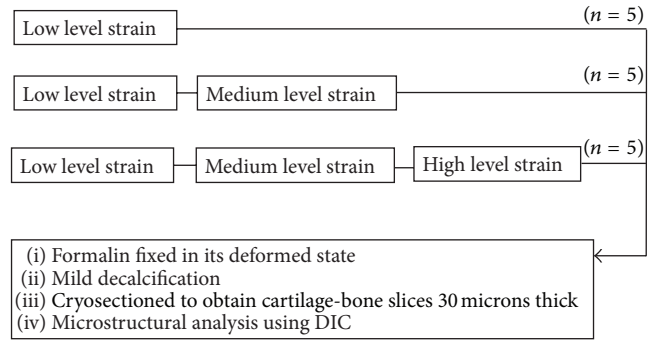 Low level strain
(n = 5)
Low level strain Medium level strain
(n = 5)
Low level strain Medium level strain High level strain
(n = 5)
(i) Formalin fixed in its deformed state
(ii) Mild decalcification
(iii) Cryosectioned to obtain cartilage-bone slices 30 microns thick
(iv) Microstructural analysis using DIC